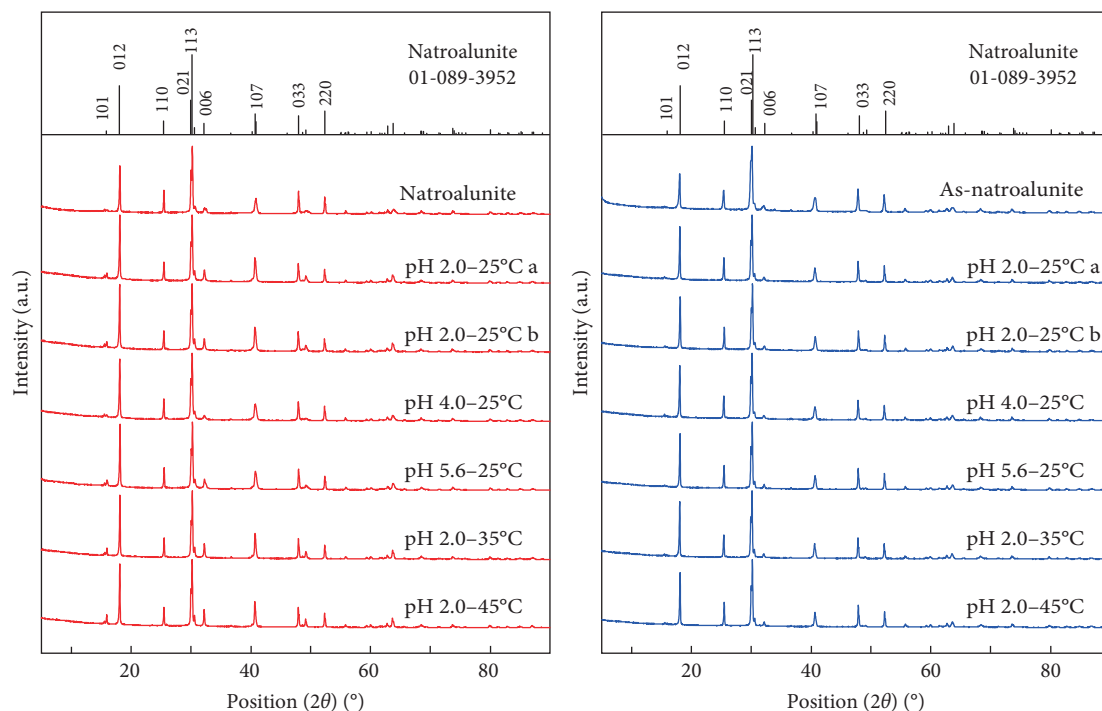 Natroalunite
01-089-3952
101
012
110
021
113
006
107
033
220
Natroalunite
pH 2.0–25°C a
pH 2.0–25°C b
pH 4.0–25°C
pH 5.6–25°C
pH 2.0–35°C
pH 2.0–45°C
Intensity (a.u.)
20
40
60
80
Position (2θ) (°)
Natroalunite
01-089-3952
101
012
110
021
113
006
107
033
220
As-natroalunite
pH 2.0–25°C a
pH 2.0–25°C b
pH 4.0–25°C
pH 5.6–25°C
pH 2.0–35°C
pH 2.0–45°C
Intensity (a.u.)
20
40
60
80
Position (2θ) (°)